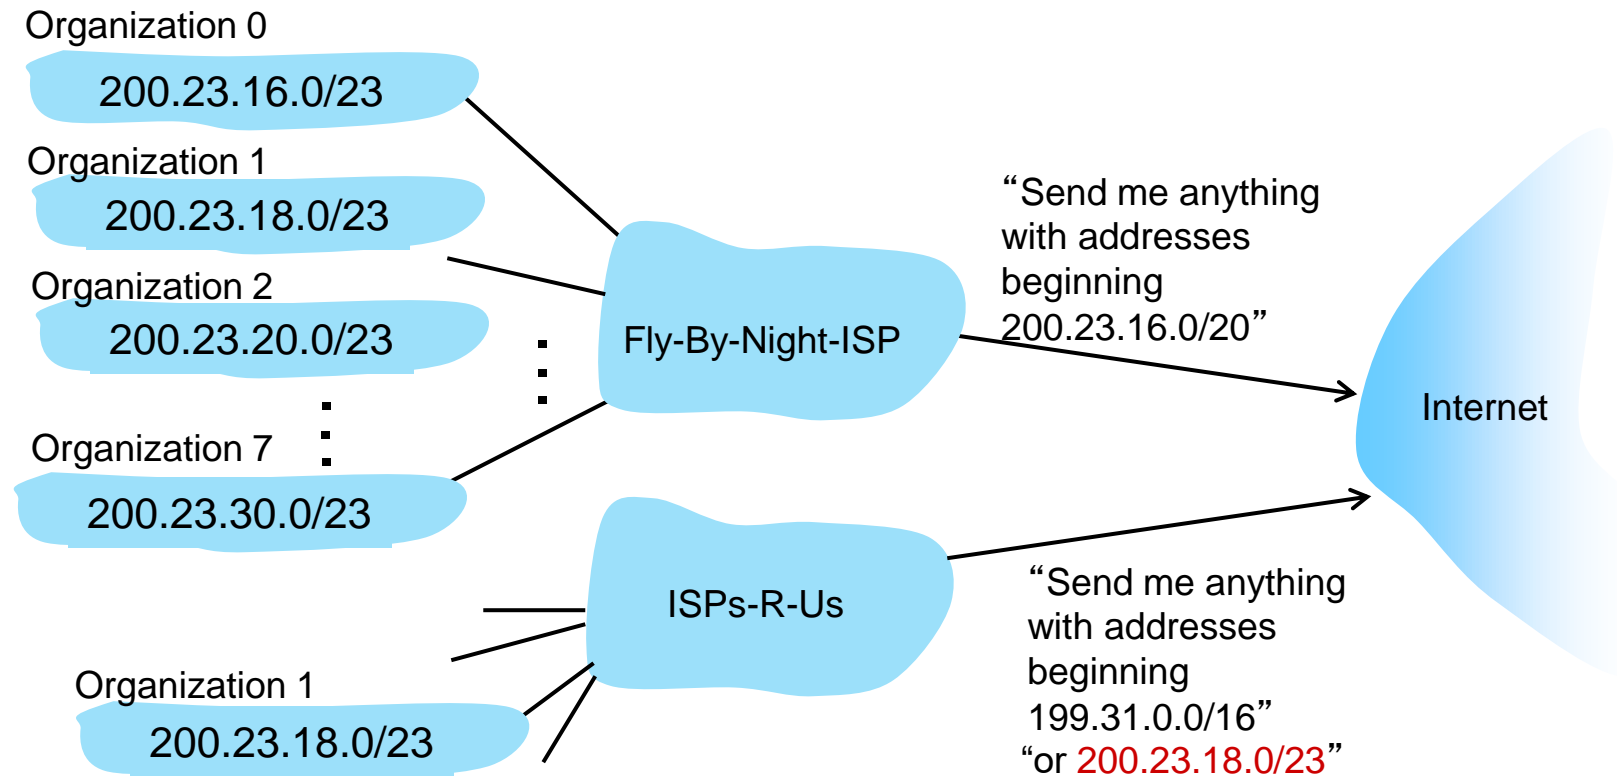 Organization 0
200.23.16.0/23
Organization 1
200.23.18.0/23
Organization 2
200.23.20.0/23
Organization 7
200.23.30.0/23
Fly-By-Night-ISP
“Send me anything
with addresses
beginning
200.23.16.0/20”
Internet
ISPs-R-Us
Organization 1
200.23.18.0/23
“Send me anything
with addresses
beginning
199.31.0.0/16”
“or 200.23.18.0/23”